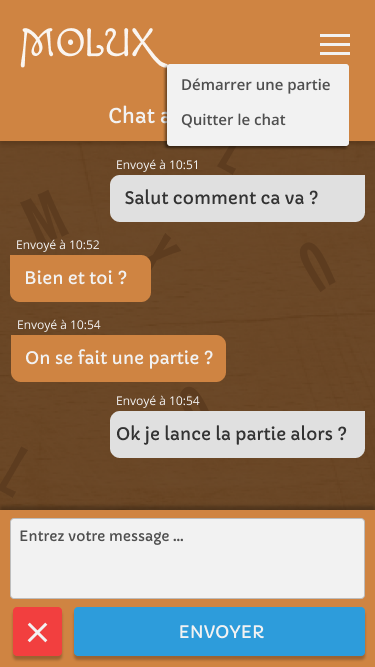 MOLUX
Démarrer une partie
Chat a
Quitter le chat
Envoyé à 10:51
Salut comment ca va ?
Envoyé à 10:52
Bien et toi ?
Envoyé à 10:54
On se fait une partie ?
Envoyé à 10:54
Ok je lance la partie alors ?
Entrez votre message ...
ENVOYER